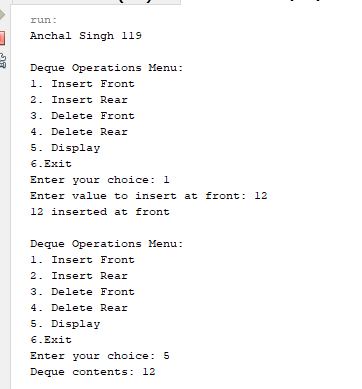 run:
Anchal Singh 119
Deque Operations Menu:
1. Insert Front
2. Insert Rear
3. Delete Front
4. Delete Rear
5. Display
6.Exit
Enter your choice: 1
Enter value to insert at front: 12
12 inserted at front
Deque Operations Menu:
1. Insert Front
2. Insert Rear
3. Delete Front
4. Delete Rear
5. Display
6.Exit
Enter your choice: 5
Deque contents: 12